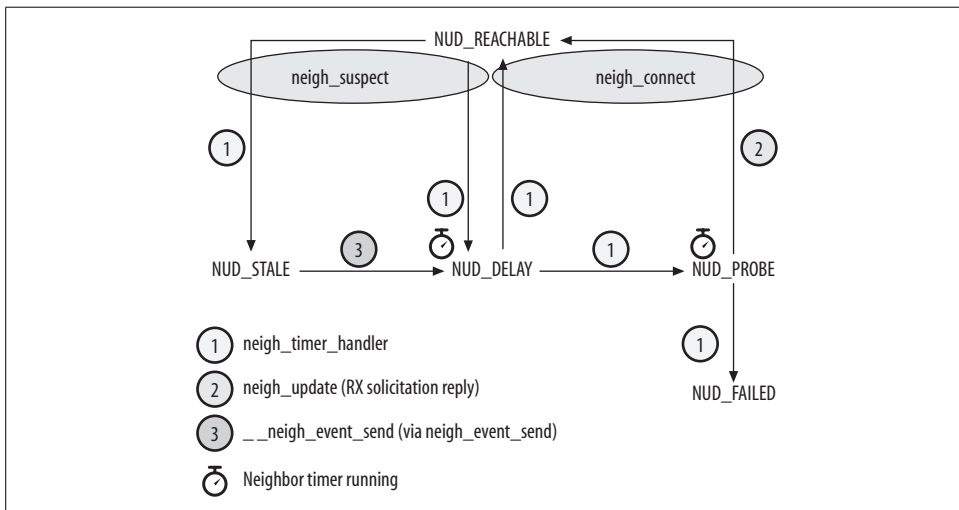 NUD_REACHABLE
neigh_suspect
neigh_connect
1
2
1
1
3
1
NUD_STALE
NUD_DELAY
NUD_PROBE
1 neigh_timer_handler
1
2 neigh_update (RX solicitation reply)
NUD_FAILED
3 _ _neigh_event_send (via neigh_event_send)
Neighbor timer running